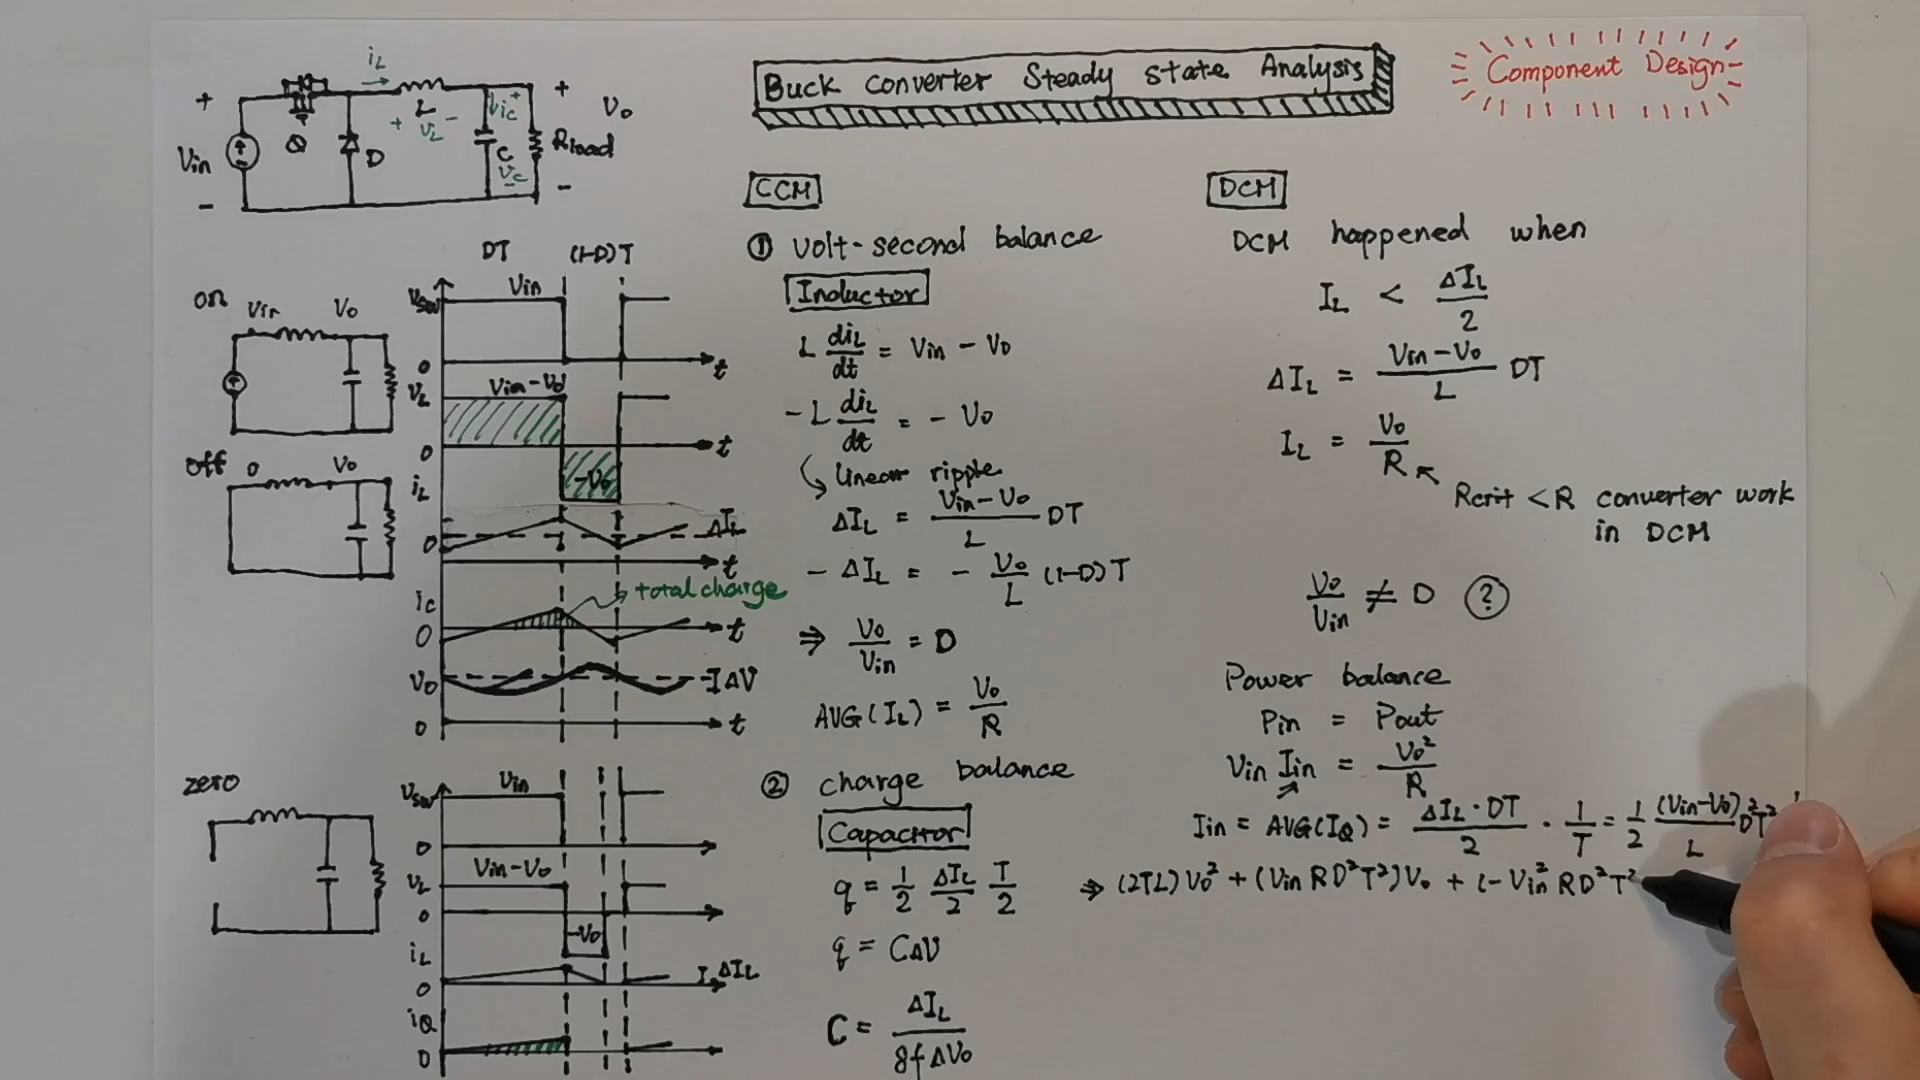 Buck Converter Steady state Analysis
Component Design
iL
+ Vin -
Q
D
L
+ VL -
ic +
C
Vc -
Rload
+ Vo -
DT (1-D)T
on
Vin Vo
off
0 Vo
Vsw Vin
0 t
VL Vin-Vo
0 t
-Vo
iL
0 ΔIL
t
ic total charge
0 t
Vo ΔV
0 t
zero
Vsw Vin
0
VL Vin-Vo
0
-Vo
iL ΔIL
0
iQ
0
CCM
① Volt-second balance
Inductor
L diL/dt = Vin - Vo
-L diL/dt = - Vo
linear ripple
ΔIL = (Vin-Vo)/L DT
- ΔIL = - Vo/L (1-D)T
⇒ Vo/Vin = D
AVG(IL) = Vo/R
② charge balance
Capacitor
q = 1/2 ΔIL/2 T/2
q = CΔV
C = ΔIL/8fΔVo
DCM
DCM happened when
IL < ΔIL/2
ΔIL = (Vin-Vo)/L DT
IL = Vo/R
Rcrit < R converter work
in DCM
Vo/Vin ≠ D ?
Power balance
Pin = Pout
Vin Iin = Vo²/R
Iin = AVG(IQ) = (ΔIL · DT)/2 · 1/T = 1/2 (Vin-Vo)/L D²T²
⇒ (2TL) Vo² + (Vin RD²T²)Vo + (-Vin² RD²T²